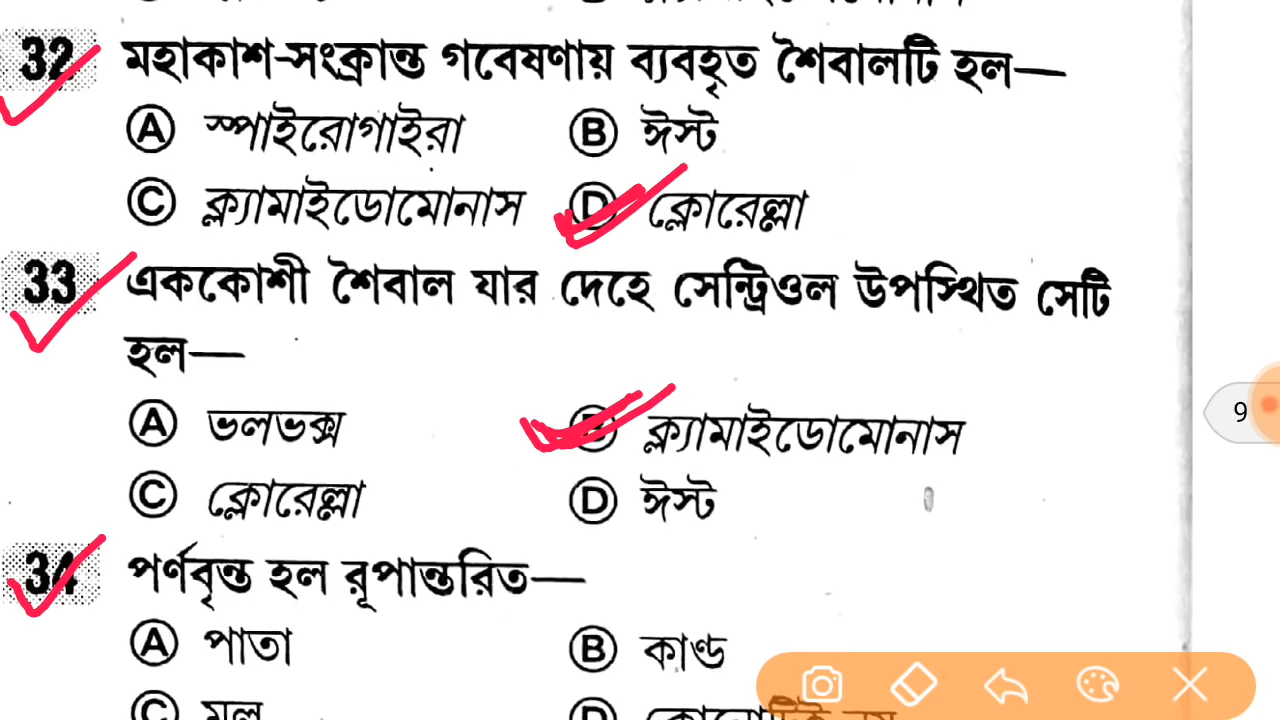 32 মহাকাশ-সংক্রান্ত গবেষণায় ব্যবহৃত শৈবালটি হল—
Ⓐ স্পাইরোগাইরা Ⓑ ঈস্ট
Ⓒ ক্ল্যামাইডোমোনাস Ⓓ ক্লোরেল্লা
33 এককোশী শৈবাল যার দেহে সেন্ট্রিওল উপস্থিত সেটি
হল—
Ⓐ ভলভক্স Ⓑ ক্ল্যামাইডোমোনাস
Ⓒ ক্লোরেল্লা Ⓓ ঈস্ট
9
34 পর্ণবৃন্ত হল রূপান্তরিত—
Ⓐ পাতা Ⓑ কাণ্ড
Ⓒ মূল Ⓓ